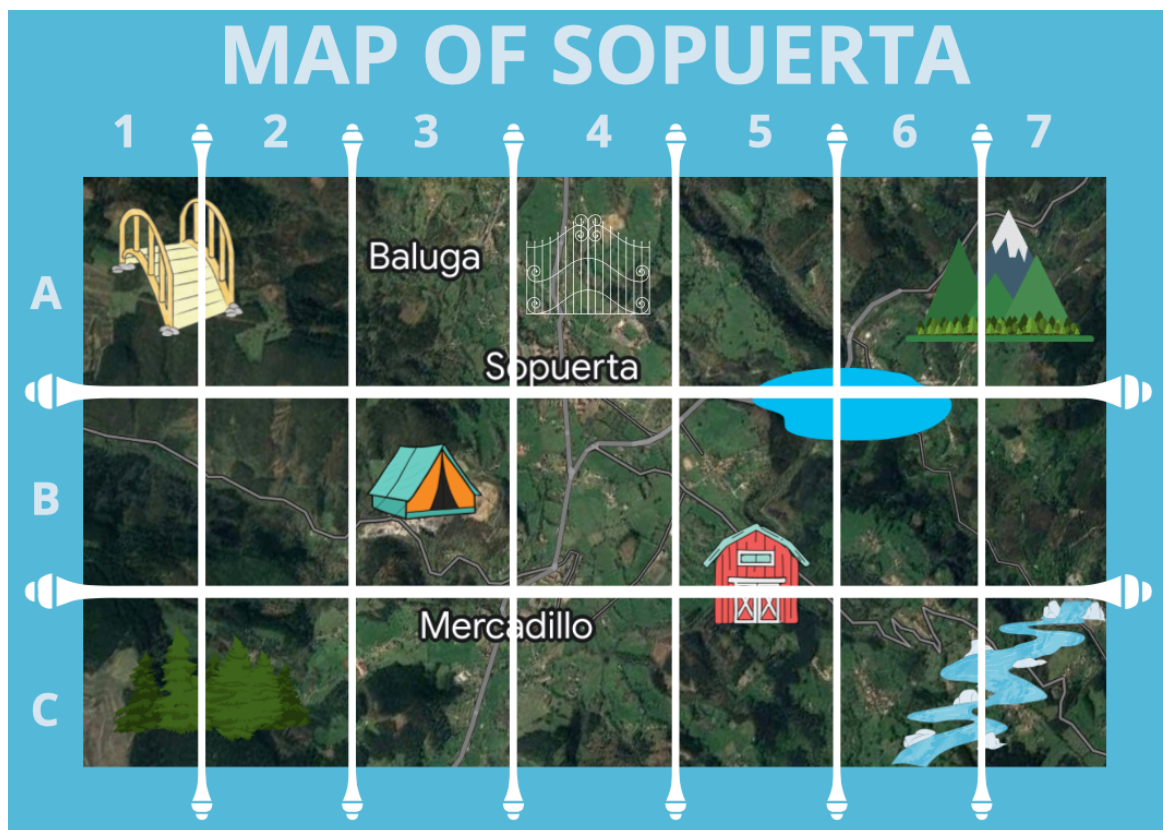 MAP OF SOPUERTA
1 2 3 4 5 6 7
A
Baluga
Sopuerta
B
Mercadillo
C